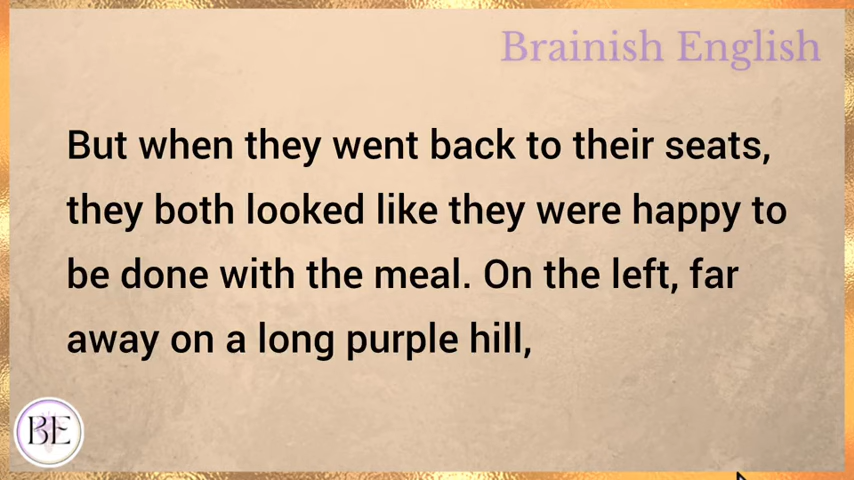 Brainish English
But when they went back to their seats,
they both looked like they were happy to
be done with the meal. On the left, far
away on a long purple hill,
BE